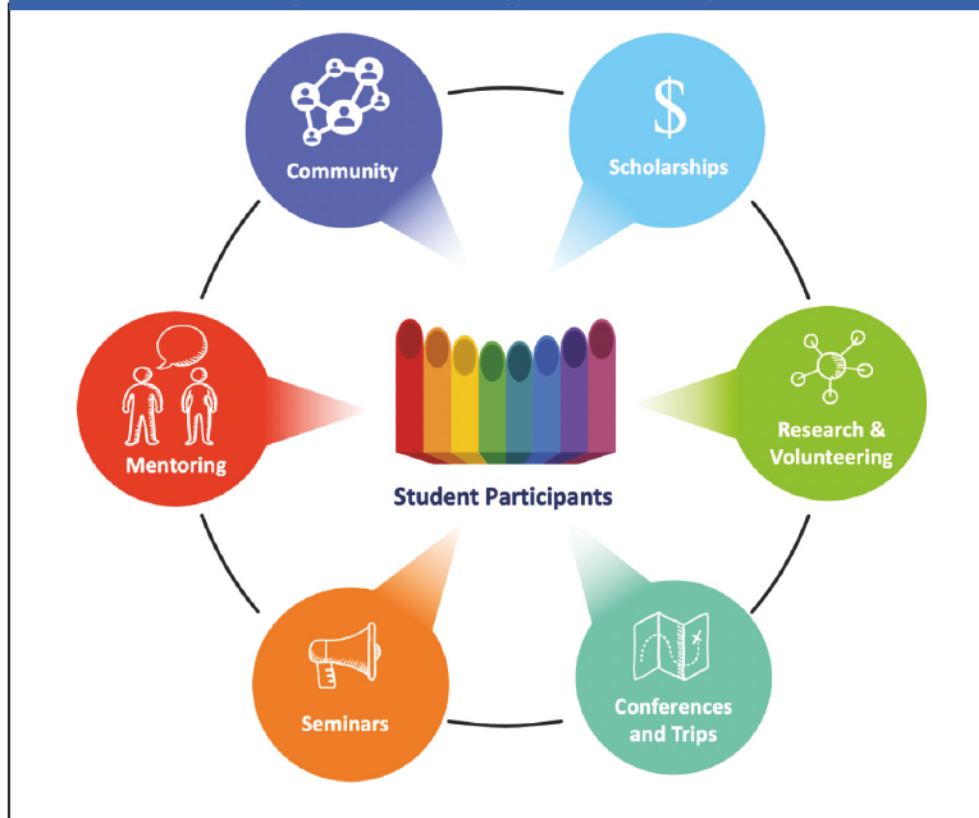 $
Community
Scholarships
Mentoring
Research &
Volunteering
Student Participants
Seminars
Conferences
and Trips